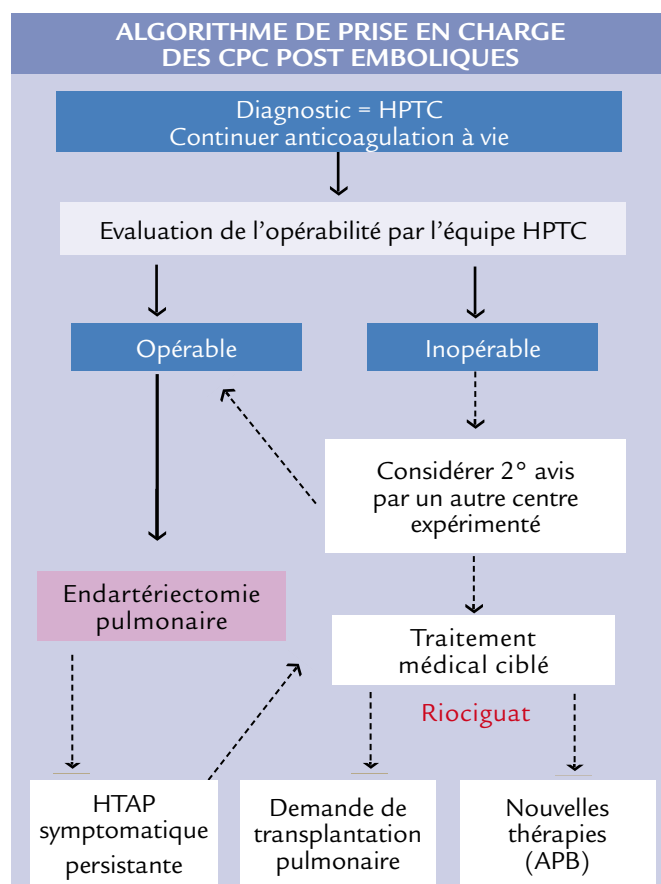 ALGORITHME DE PRISE EN CHARGE
DES CPC POST EMBOLIQUES
Diagnostic = HPTC
Continuer anticoagulation à vie
Evaluation de l'opérabilité par l'équipe HPTC
Opérable
Inopérable
Considérer 2° avis
par un autre centre
expérimenté
Endartériectomie
pulmonaire
Traitement
médical ciblé
Riociguat
HTAP
symptomatique
persistante
Demande de
transplantation
pulmonaire
Nouvelles
thérapies
(APB)